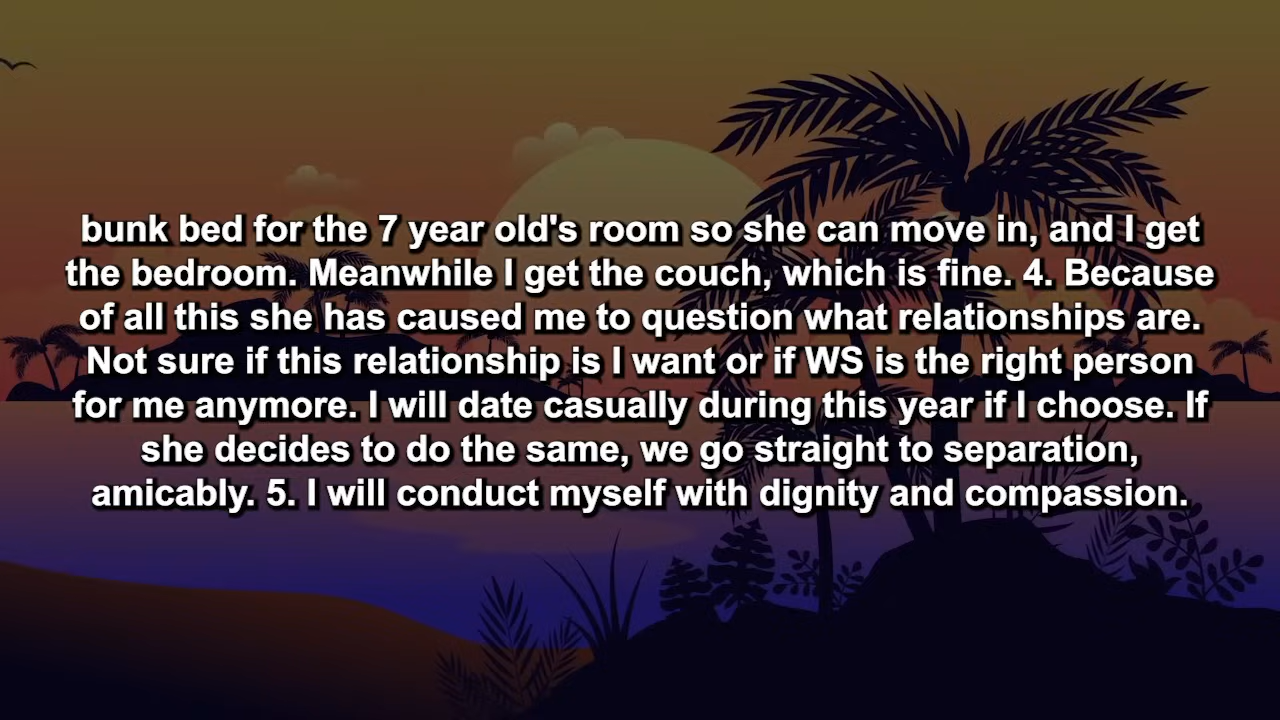 bunk bed for the 7 year old's room so she can move in, and I get
the bedroom. Meanwhile I get the couch, which is fine. 4. Because
of all this she has caused me to question what relationships are.
Not sure if this relationship is I want or if WS is the right person
for me anymore. I will date casually during this year if I choose. If
she decides to do the same, we go straight to separation,
amicably. 5. I will conduct myself with dignity and compassion.